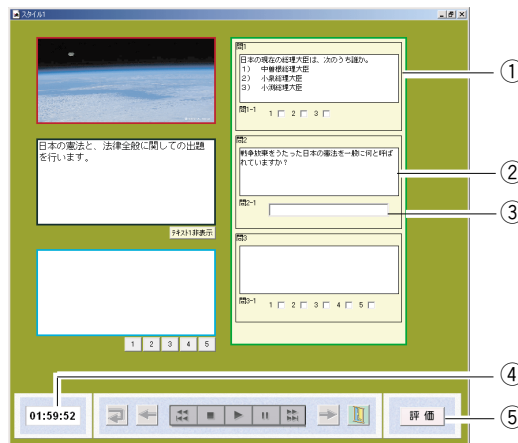 スタイル1
日本の憲法と、法律全般に関しての出題
を行います。
テキスト1非表示
1 2 3 4 5
問1
日本の現在の総理大臣は、次のうち誰か。
1) 中曽根総理大臣
2) 小泉総理大臣
3) 小渕総理大臣
問1-1
1 2 3
問2
戦争放棄をうたった日本の憲法を一般に何と呼ば
れていますか?
問2-1
問3
問3-1
1 2 3 4 5
01:59:52
評 価
①
②
③
④
⑤